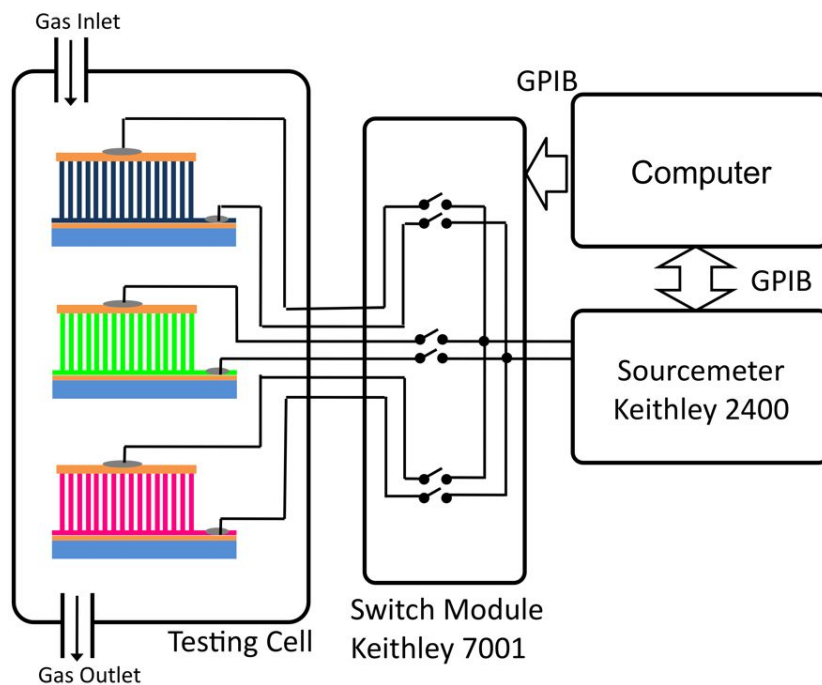 Gas Inlet
GPIB
Computer
GPIB
Sourcemeter
Keithley 2400
Switch Module
Keithley 7001
Testing Cell
Gas Outlet